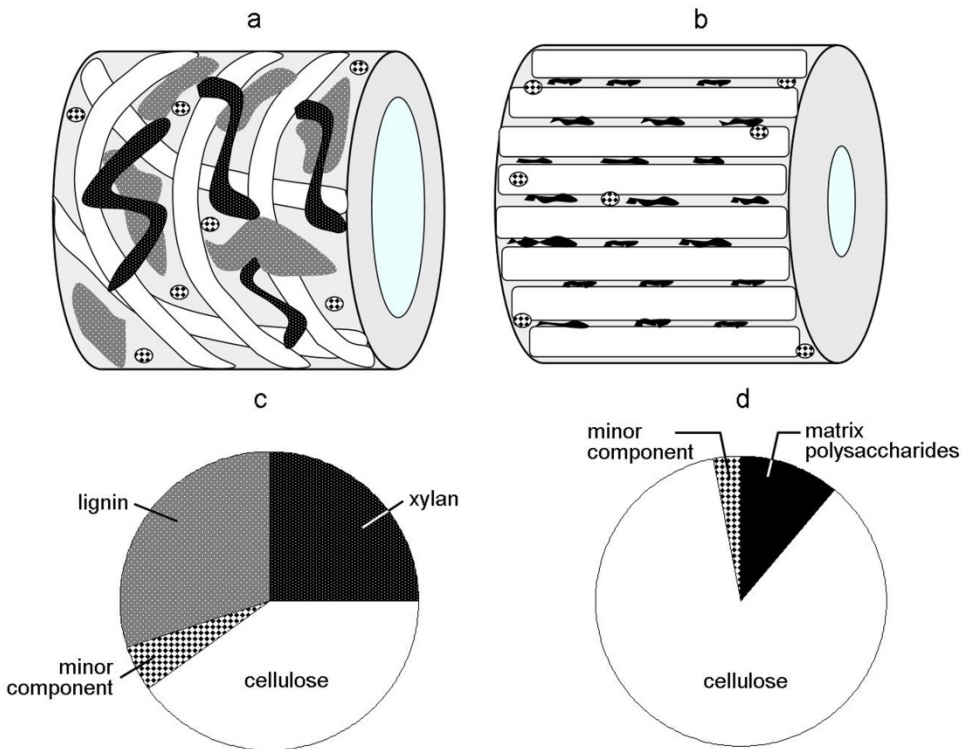 a
b
c
d
lignin
xylan
minor
component
cellulose
minor
component
matrix
polysaccharides
cellulose